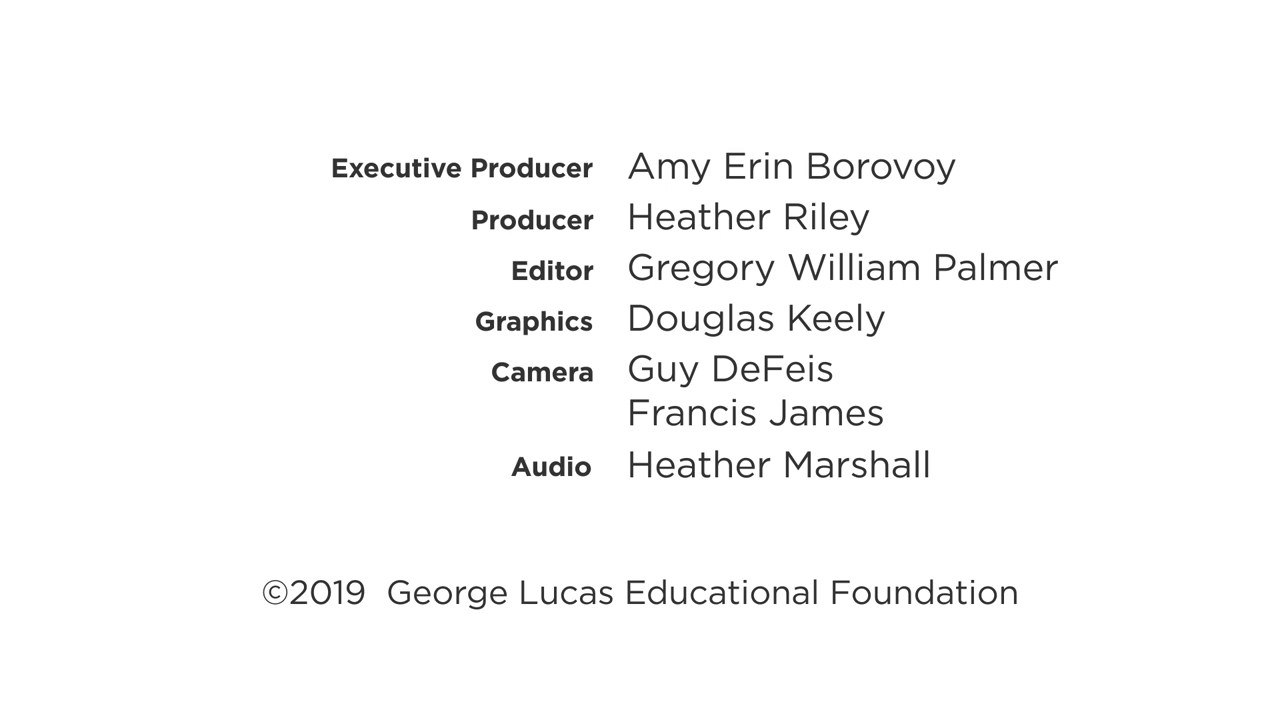 Executive Producer Amy Erin Borovoy
Producer Heather Riley
Editor Gregory William Palmer
Graphics Douglas Keely
Camera Guy DeFeis
Francis James
Audio Heather Marshall
©2019 George Lucas Educational Foundation